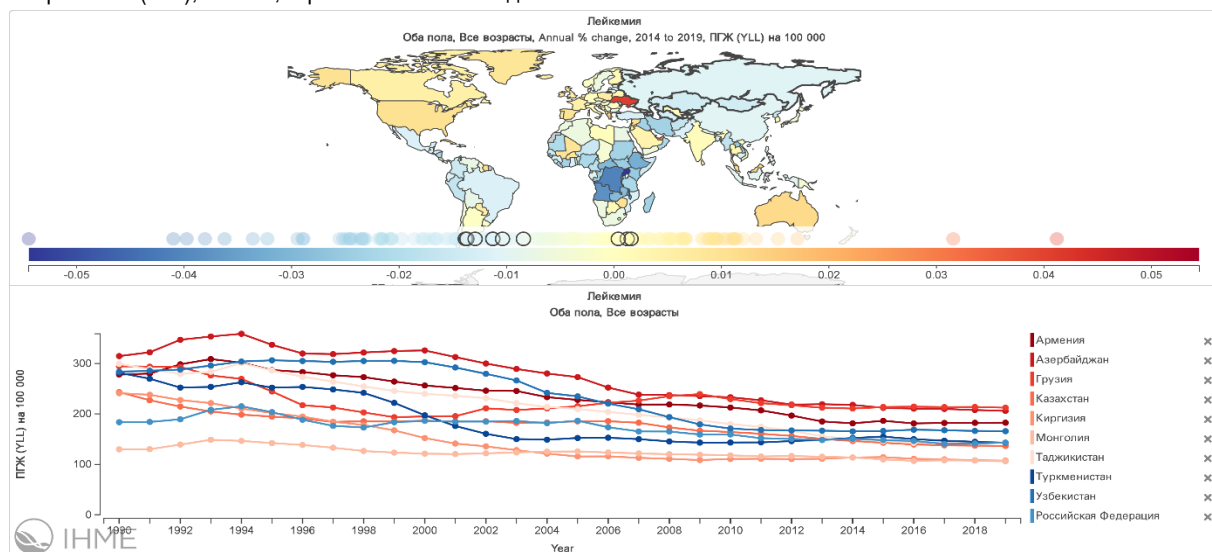 Лейкемия
Оба пола, Все возрасты, Annual % change, 2014 to 2019, ПГЖ (YLL) на 100 000
-0.05 -0.04 -0.03 -0.02 -0.01 0.00 0.01 0.02 0.03 0.04 0.05
Лейкемия
Оба пола, Все возрасты
ПГЖ (YLL) на 100 000
300
200
100
0
1990 1992 1994 1996 1998 2000 2002 2004 2006 2008 2010 2012 2014 2016 2018
Year
Армения
Азербайджан
Грузия
Казахстан
Киргизия
Монголия
Таджикистан
Туркменистан
Узбекистан
Российская Федерация
IHME